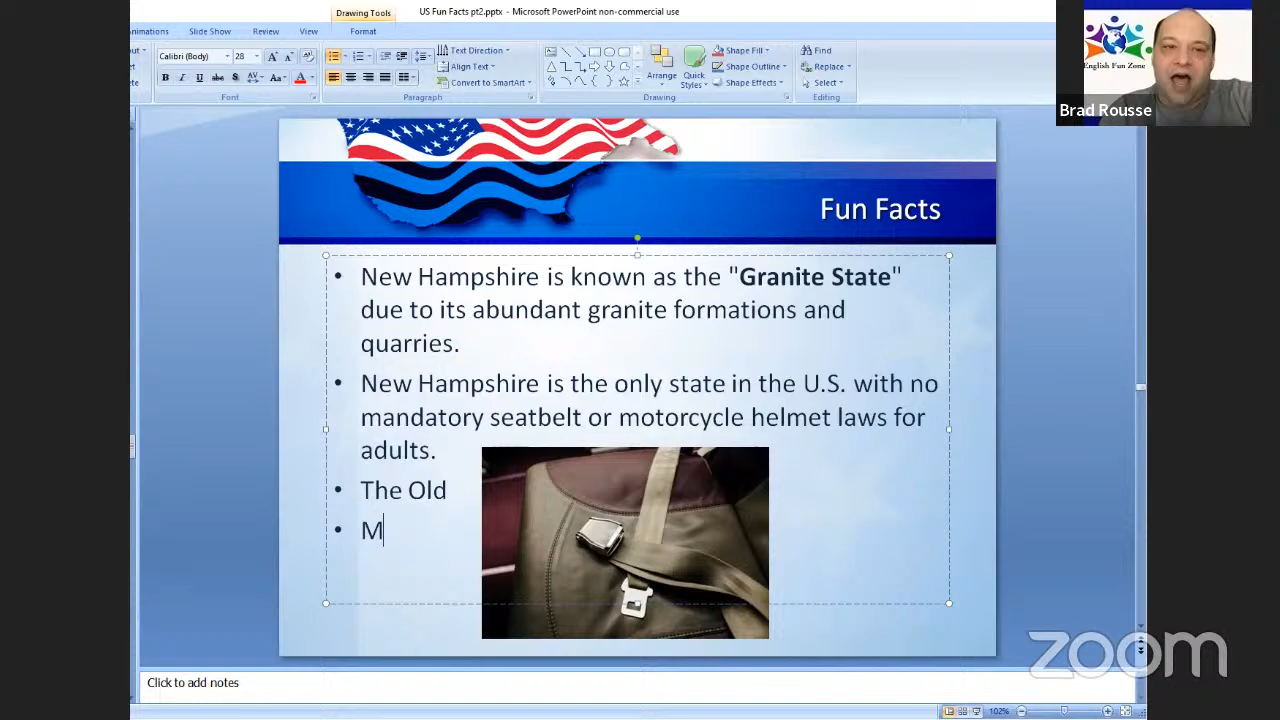 Drawing Tools
US Fun Facts pt2.pptx - Microsoft PowerPoint non-commercial use
nimations Slide Show Review View Format
Calibri (Body) 28
Text Direction
Align Text
Convert to SmartArt
Arrange
Quick
Styles
Shape Fill
Shape Outline
Shape Effects
Find
Replace
Select
Font Paragraph Drawing Editing
English Fun Zone
Brad Rousse
Fun Facts
• New Hampshire is known as the "Granite State"
due to its abundant granite formations and
quarries.
• New Hampshire is the only state in the U.S. with no
mandatory seatbelt or motorcycle helmet laws for
adults.
• The Old
• M
zoom
Click to add notes
102%